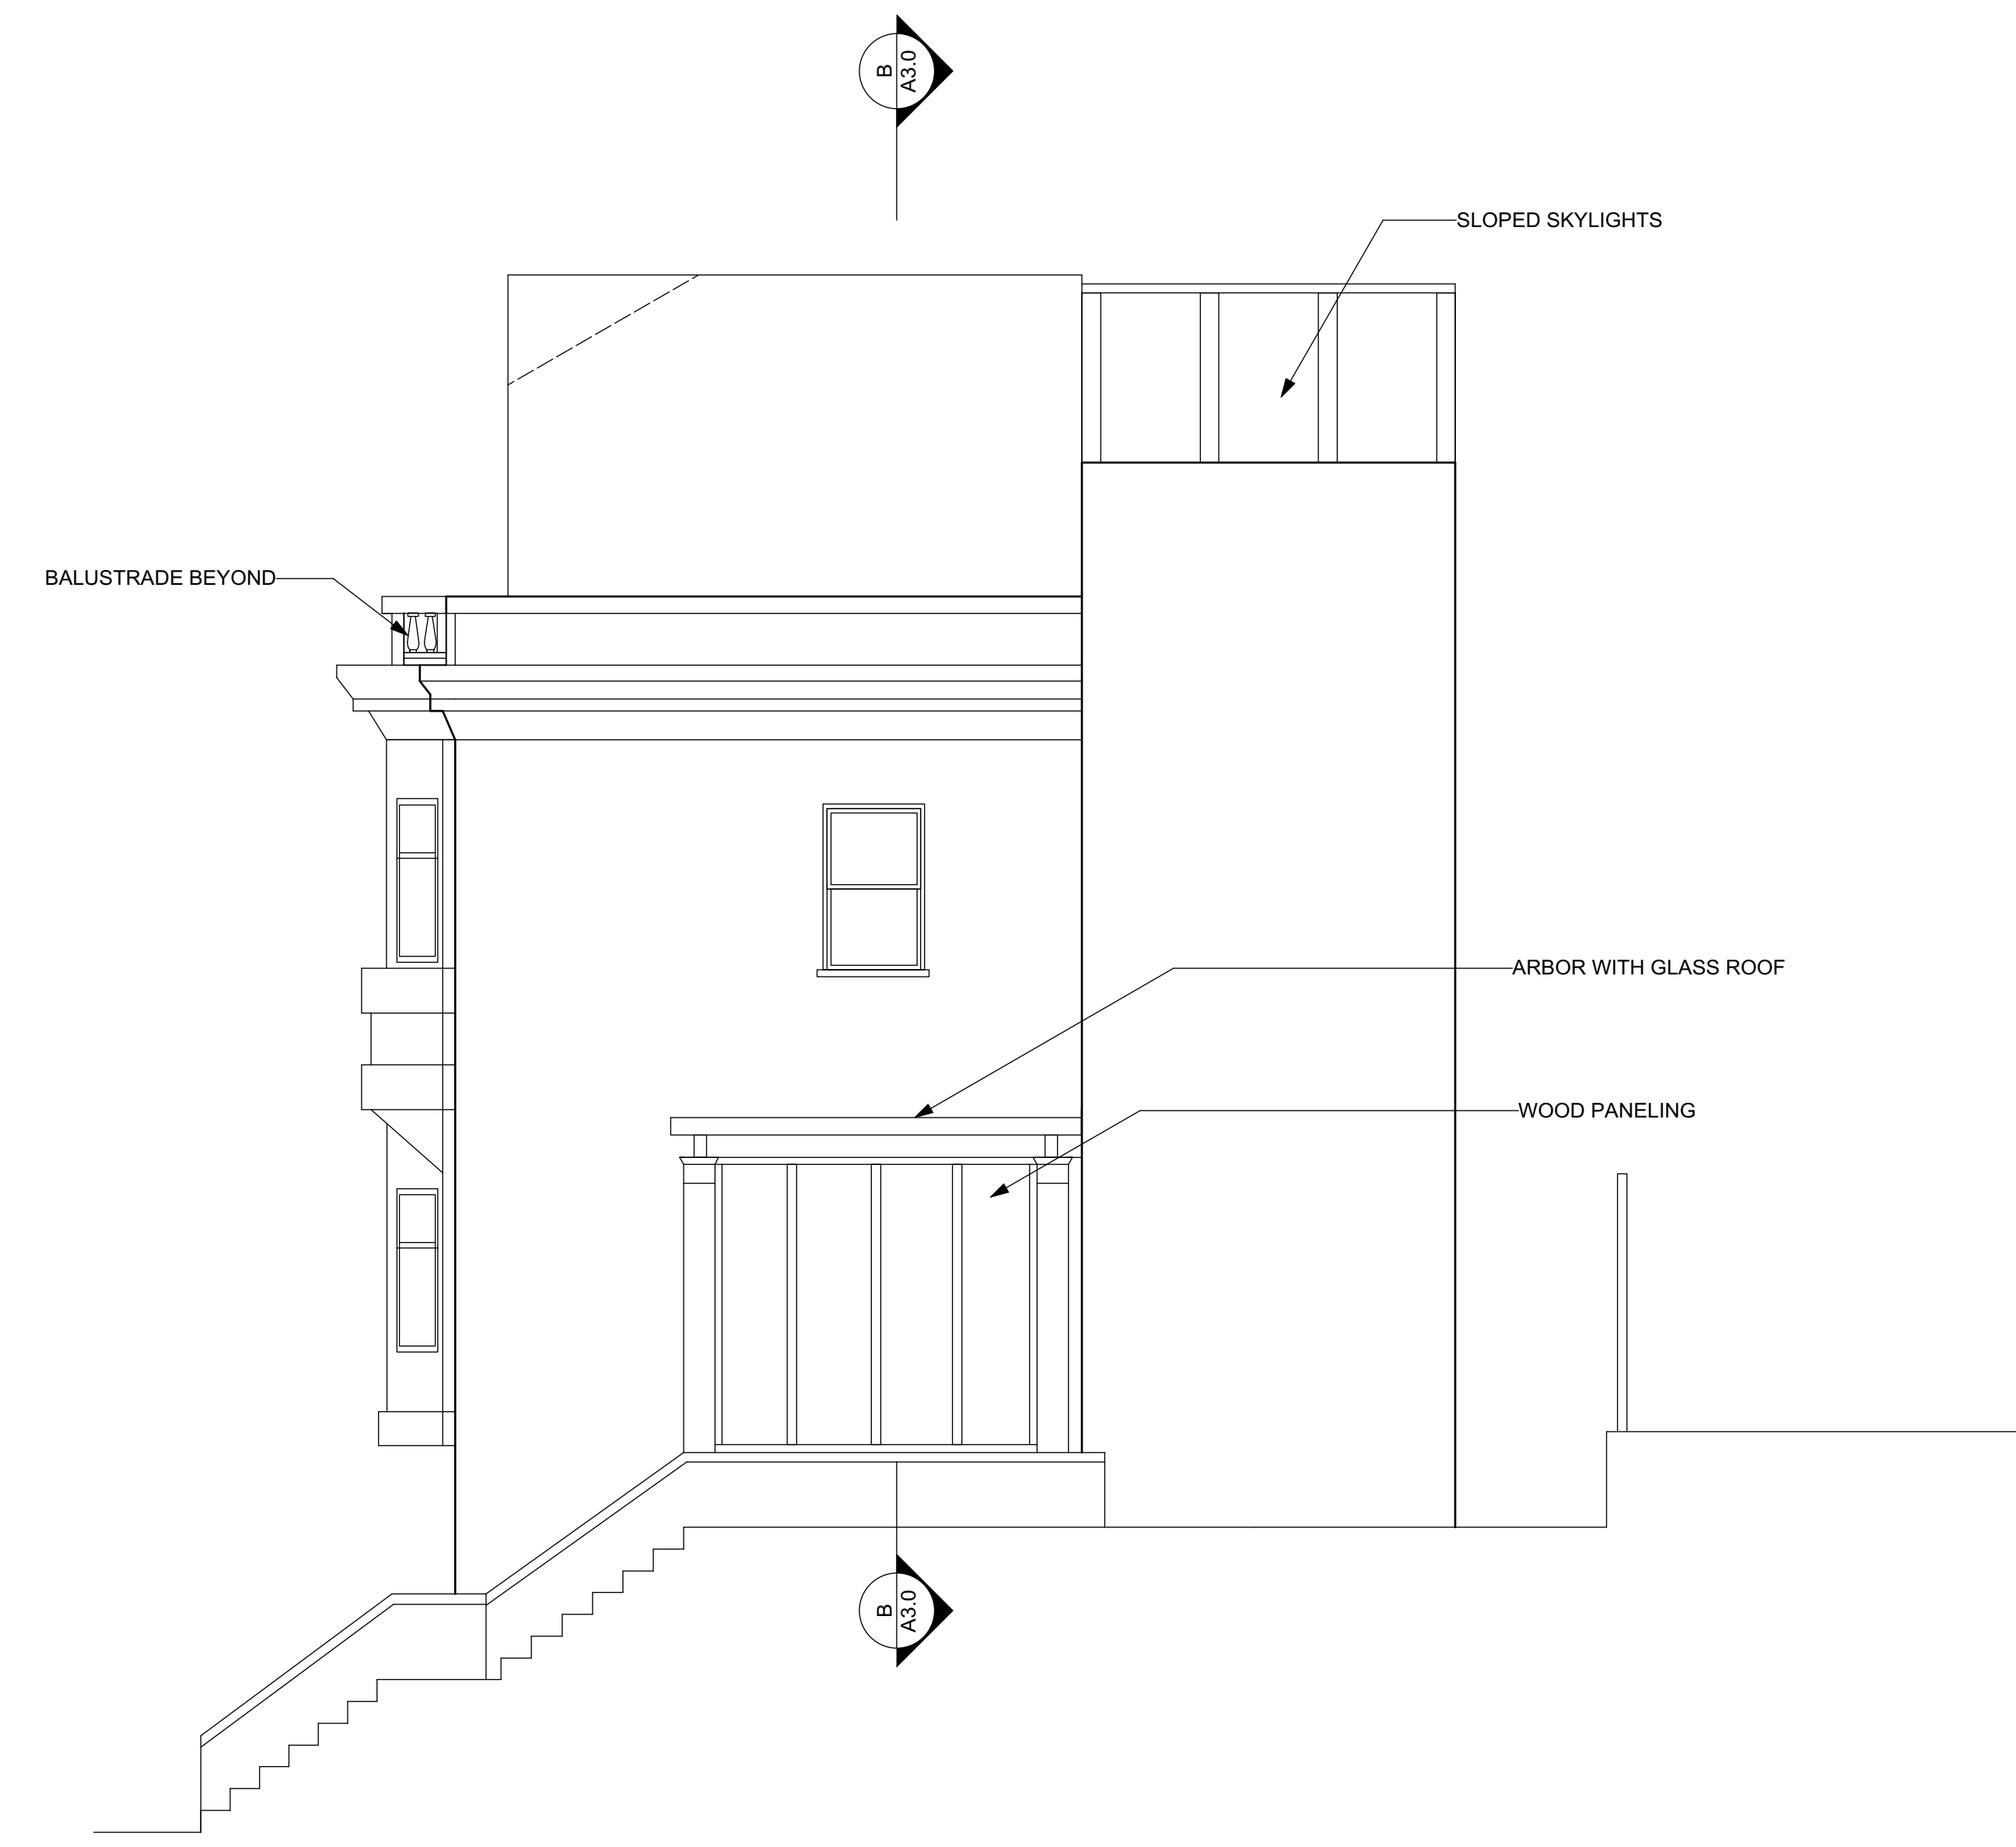 B
A3.0
SLOPED SKYLIGHTS
BALUSTRADE BEYOND
ARBOR WITH GLASS ROOF
WOOD PANELING
B
A3.0